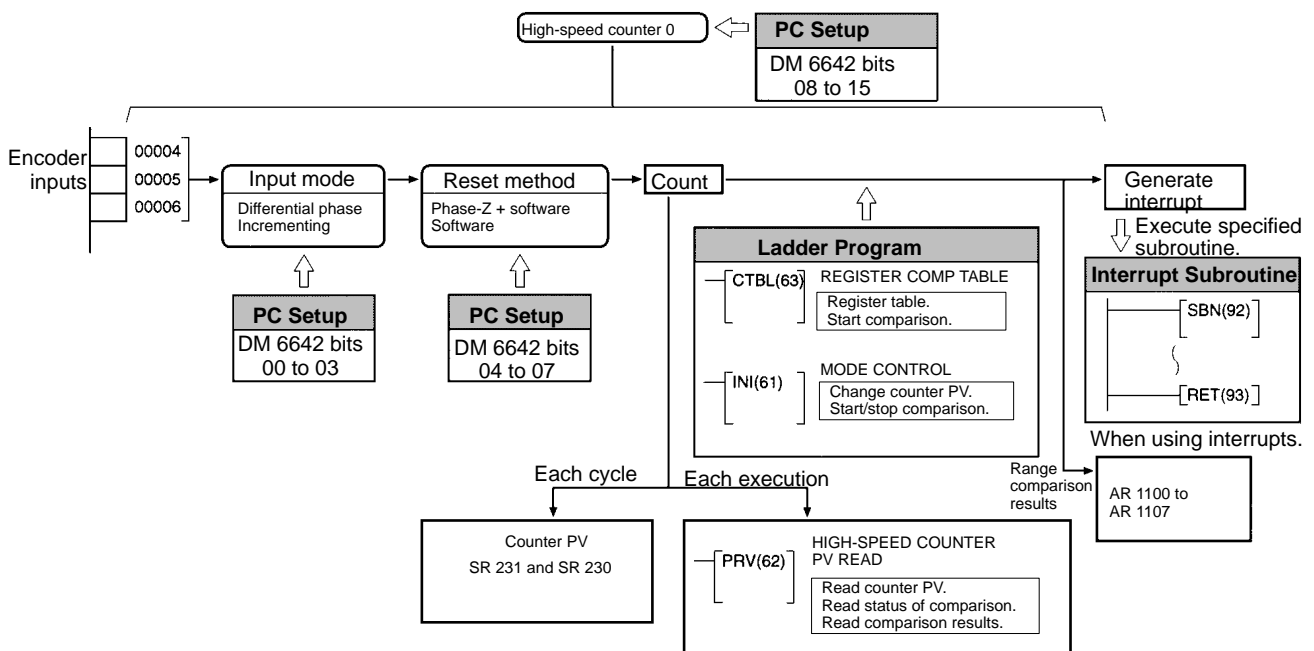 High-speed counter 0
PC Setup
DM 6642 bits
08 to 15
Encoder
inputs
00004
00005
00006
Input mode
Differential phase
Incrementing
Reset method
Phase-Z + software
Software
Count
Generate
interrupt
Execute specified
subroutine.
PC Setup
DM 6642 bits
00 to 03
PC Setup
DM 6642 bits
04 to 07
Ladder Program
CTBL(63)
REGISTER COMP TABLE
Register table.
Start comparison.
INI(61)
MODE CONTROL
Change counter PV.
Start/stop comparison.
Interrupt Subroutine
SBN(92)
RET(93)
When using interrupts.
Each cycle
Each execution
Range
comparison
results
AR 1100 to
AR 1107
Counter PV
SR 231 and SR 230
PRV(62)
HIGH-SPEED COUNTER
PV READ
Read counter PV.
Read status of comparison.
Read comparison results.